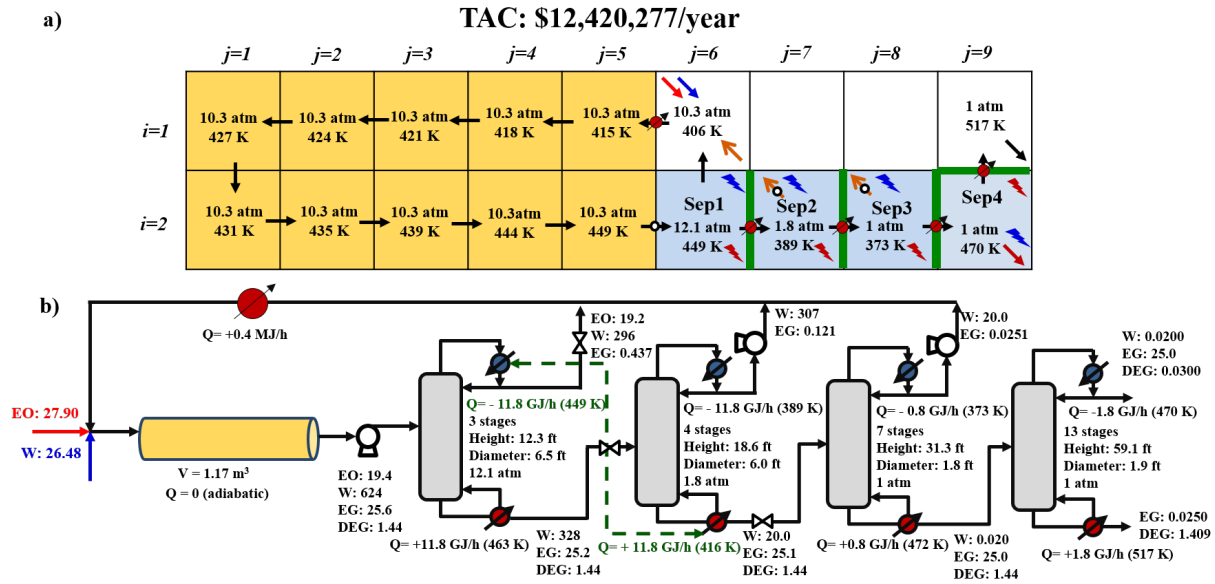 TAC: $12,420,277/year
a)
j=1 j=2 j=3 j=4 j=5 j=6 j=7 j=8 j=9
i=1
10.3 atm
427 K
10.3 atm
424 K
10.3 atm
421 K
10.3 atm
418 K
10.3 atm
415 K
10.3 atm
406 K
1 atm
517 K
i=2
10.3 atm
431 K
10.3 atm
435 K
10.3 atm
439 K
10.3atm
444 K
10.3 atm
449 K
Sep1
12.1 atm
449 K
Sep2
1.8 atm
389 K
Sep3
1 atm
373 K
Sep4
1 atm
470 K
b)
Q= +0.4 MJ/h
EO: 27.90
W: 26.48
V = 1.17 m³
Q = 0 (adiabatic)
EO: 19.4
W: 624
EG: 25.6
DEG: 1.44
EO: 19.2
W: 296
EG: 0.437
Q= - 11.8 GJ/h (449 K)
3 stages
Height: 12.3 ft
Diameter: 6.5 ft
12.1 atm
Q= +11.8 GJ/h (463 K)
W: 328
EG: 25.2
DEG: 1.44
W: 307
EG: 0.121
Q= - 11.8 GJ/h (389 K)
4 stages
Height: 18.6 ft
Diameter: 6.0 ft
1.8 atm
Q= + 11.8 GJ/h (416 K)
W: 20.0
EG: 25.1
DEG: 1.44
W: 20.0
EG: 0.0251
Q= - 0.8 GJ/h (373 K)
7 stages
Height: 31.3 ft
Diameter: 1.8 ft
1 atm
Q= +0.8 GJ/h (472 K)
W: 0.020
EG: 25.0
DEG: 1.44
W: 0.0200
EG: 25.0
DEG: 0.0300
Q= -1.8 GJ/h (470 K)
13 stages
Height: 59.1 ft
Diameter: 1.9 ft
1 atm
EG: 0.0250
DEG: 1.409
Q= +1.8 GJ/h (517 K)